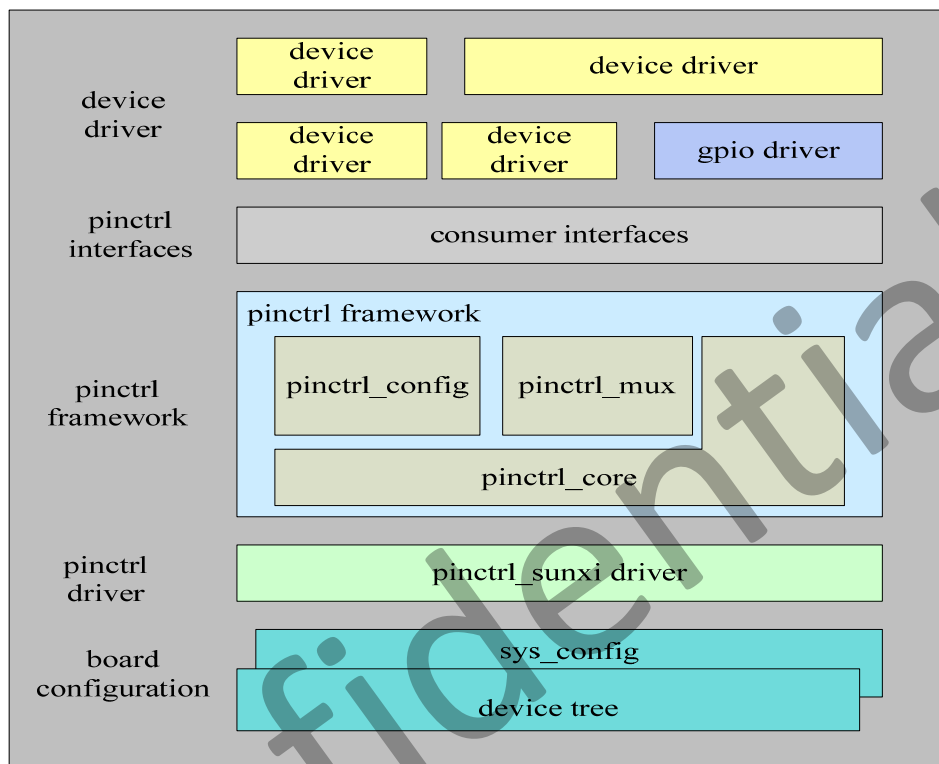 device
driver
device driver
device
driver
device
driver
device
driver
gpio driver
pinctrl
interfaces
consumer interfaces
pinctrl framework
pinctrl
framework
pinctrl_config
pinctrl_mux
pinctrl_core
pinctrl
driver
pinctrl_sunxi driver
board
configuration
sys_config
device tree
fidential